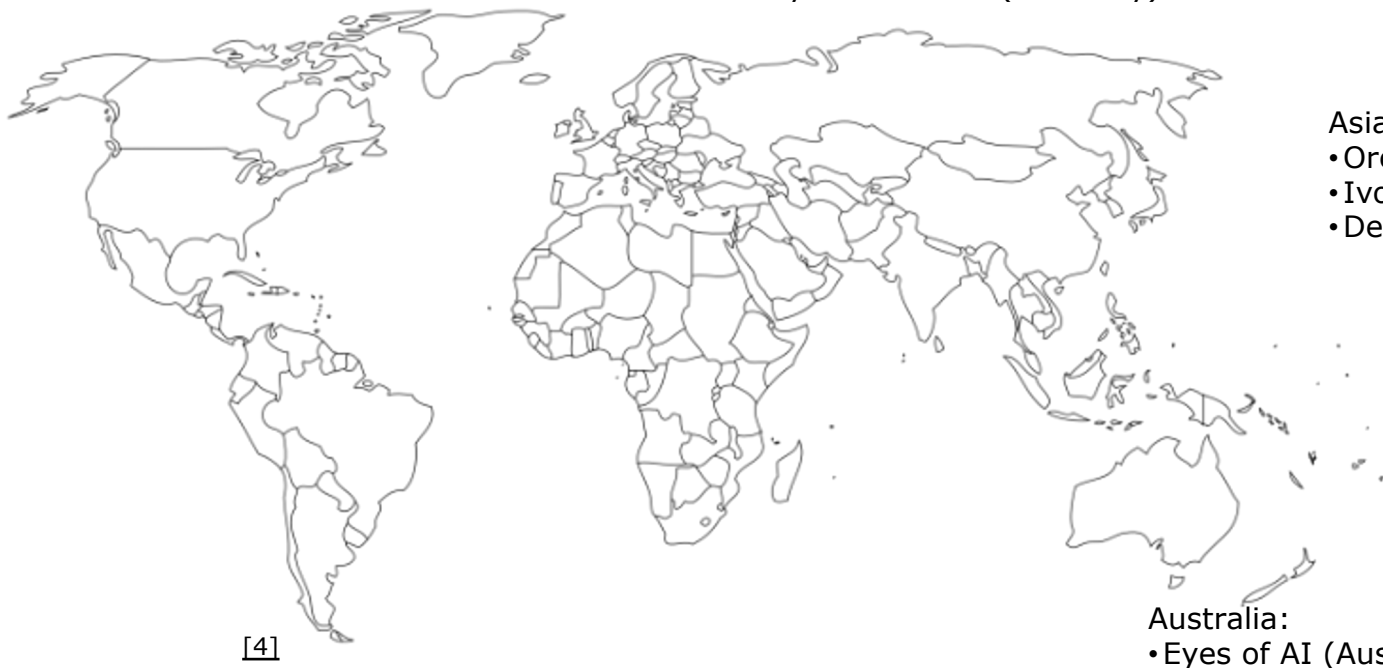 Asia
• Ord
• Ivo
• De
[4]
Australia:
• Eyes of AI (Aus